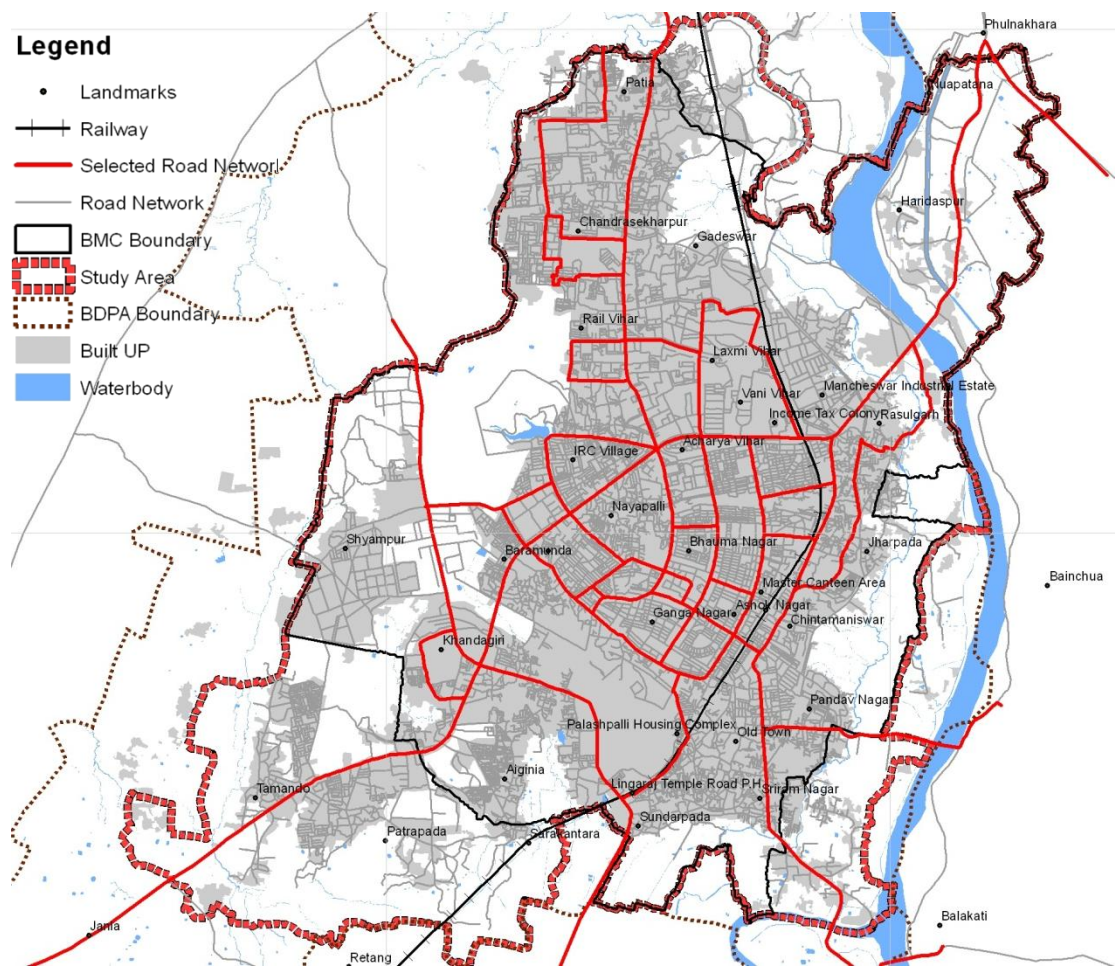 Legend
Landmarks
Railway
Selected Road Network
Road Network
BMC Boundary
Study Area
BDPA Boundary
Built UP
Waterbody
Phulnakhara
Patia
Nuapatana
Haridaspur
Chandrasekharpur
Gadeswar
Rail Vihar
Laxmi Vihar
Mancheswar Industrial Estate
Vani Vihar
Income Tax Colony
Rasulgarh
Acharya Vihar
IRC Village
Nayapalli
Shyampur
Baramunda
Bhauma Nagar
Jharpada
Bainchua
Master Canteen Area
Ashok Nagar
Ganga Nagar
Chintamaniswar
Khandagiri
Pandav Nagar
Palashpalli Housing Complex
Old Town
Aiginia
Lingaraj Temple Road P.H.
Sriram Nagar
Tamando
Sundarpada
Patrapada
Sarakantara
Jania
Balakati
Retang